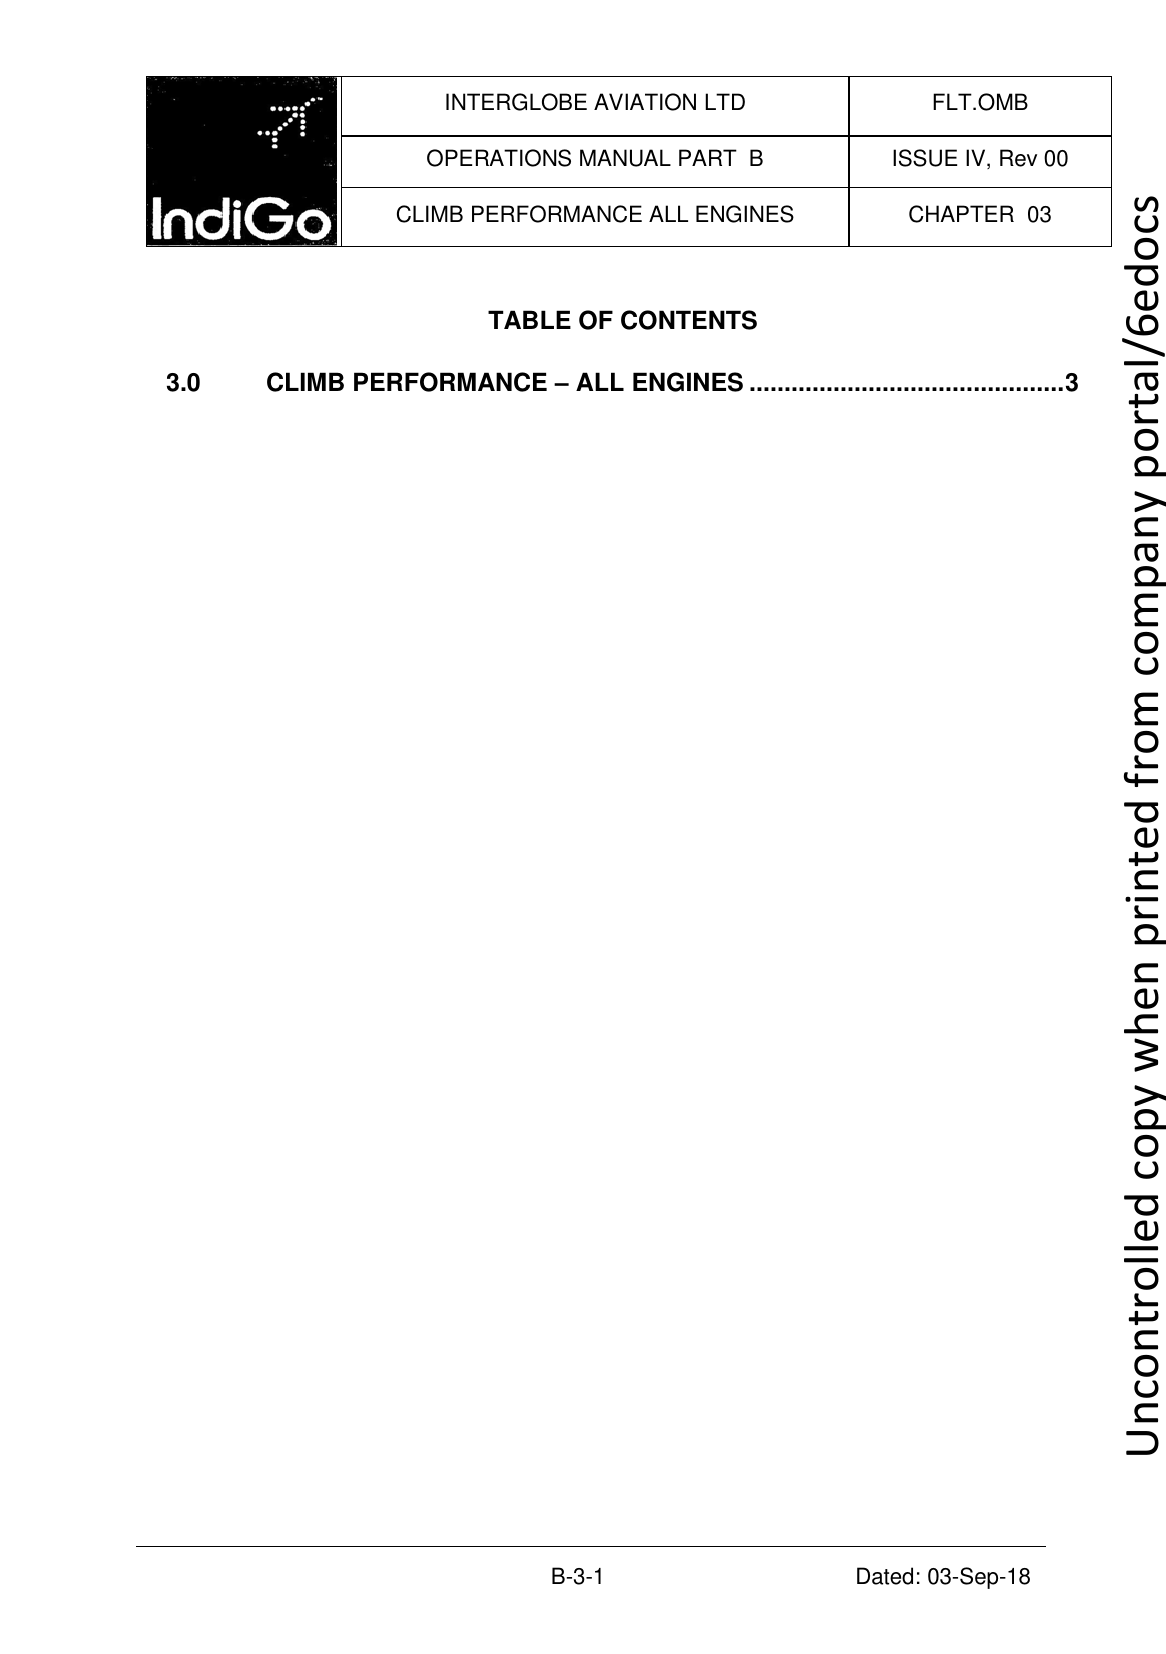 IndiGo
INTERGLOBE AVIATION LTD
FLT.OMB
OPERATIONS MANUAL PART  B
ISSUE IV, Rev 00
CLIMB PERFORMANCE ALL ENGINES
CHAPTER  03
TABLE OF CONTENTS
3.0 CLIMB PERFORMANCE – ALL ENGINES .............................................3
Uncontrolled copy when printed from company portal/6edocs
B-3-1
Dated: 03-Sep-18